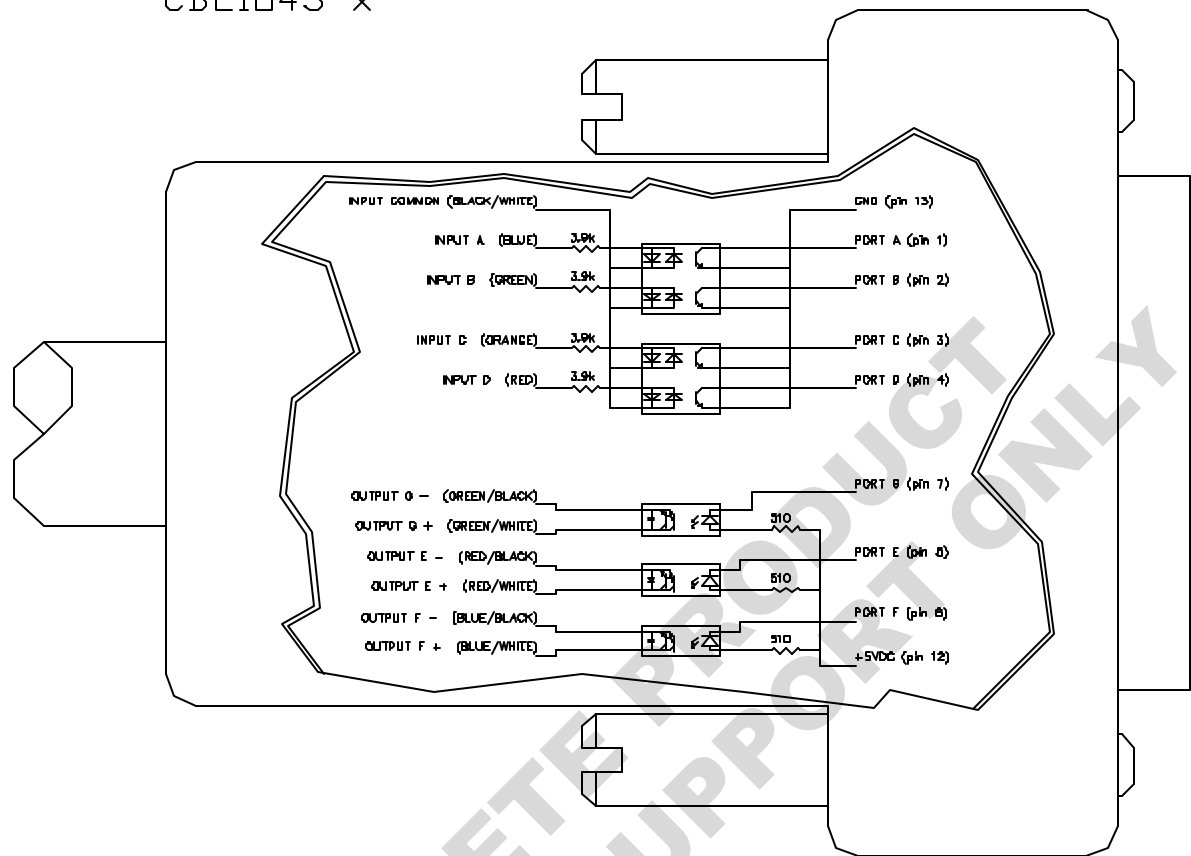 INPUT COMMON (BLACK/WHITE)
GND (pin 13)
INPUT A (BLUE)
3.9k
PORT A (pin 1)
INPUT B (GREEN)
3.9k
PORT B (pin 2)
INPUT C (ORANGE)
3.9k
PORT C (pin 3)
INPUT D (RED)
3.9k
PORT D (pin 4)
OUTPUT G - (GREEN/BLACK)
PORT G (pin 7)
OUTPUT G + (GREEN/WHITE)
510
OUTPUT E - (RED/BLACK)
PORT E (pin 5)
OUTPUT E + (RED/WHITE)
510
OUTPUT F - (BLUE/BLACK)
PORT F (pin 6)
OUTPUT F + (BLUE/WHITE)
510
+5VDC (pin 12)
PRODUCT
SUPPORT ONLY